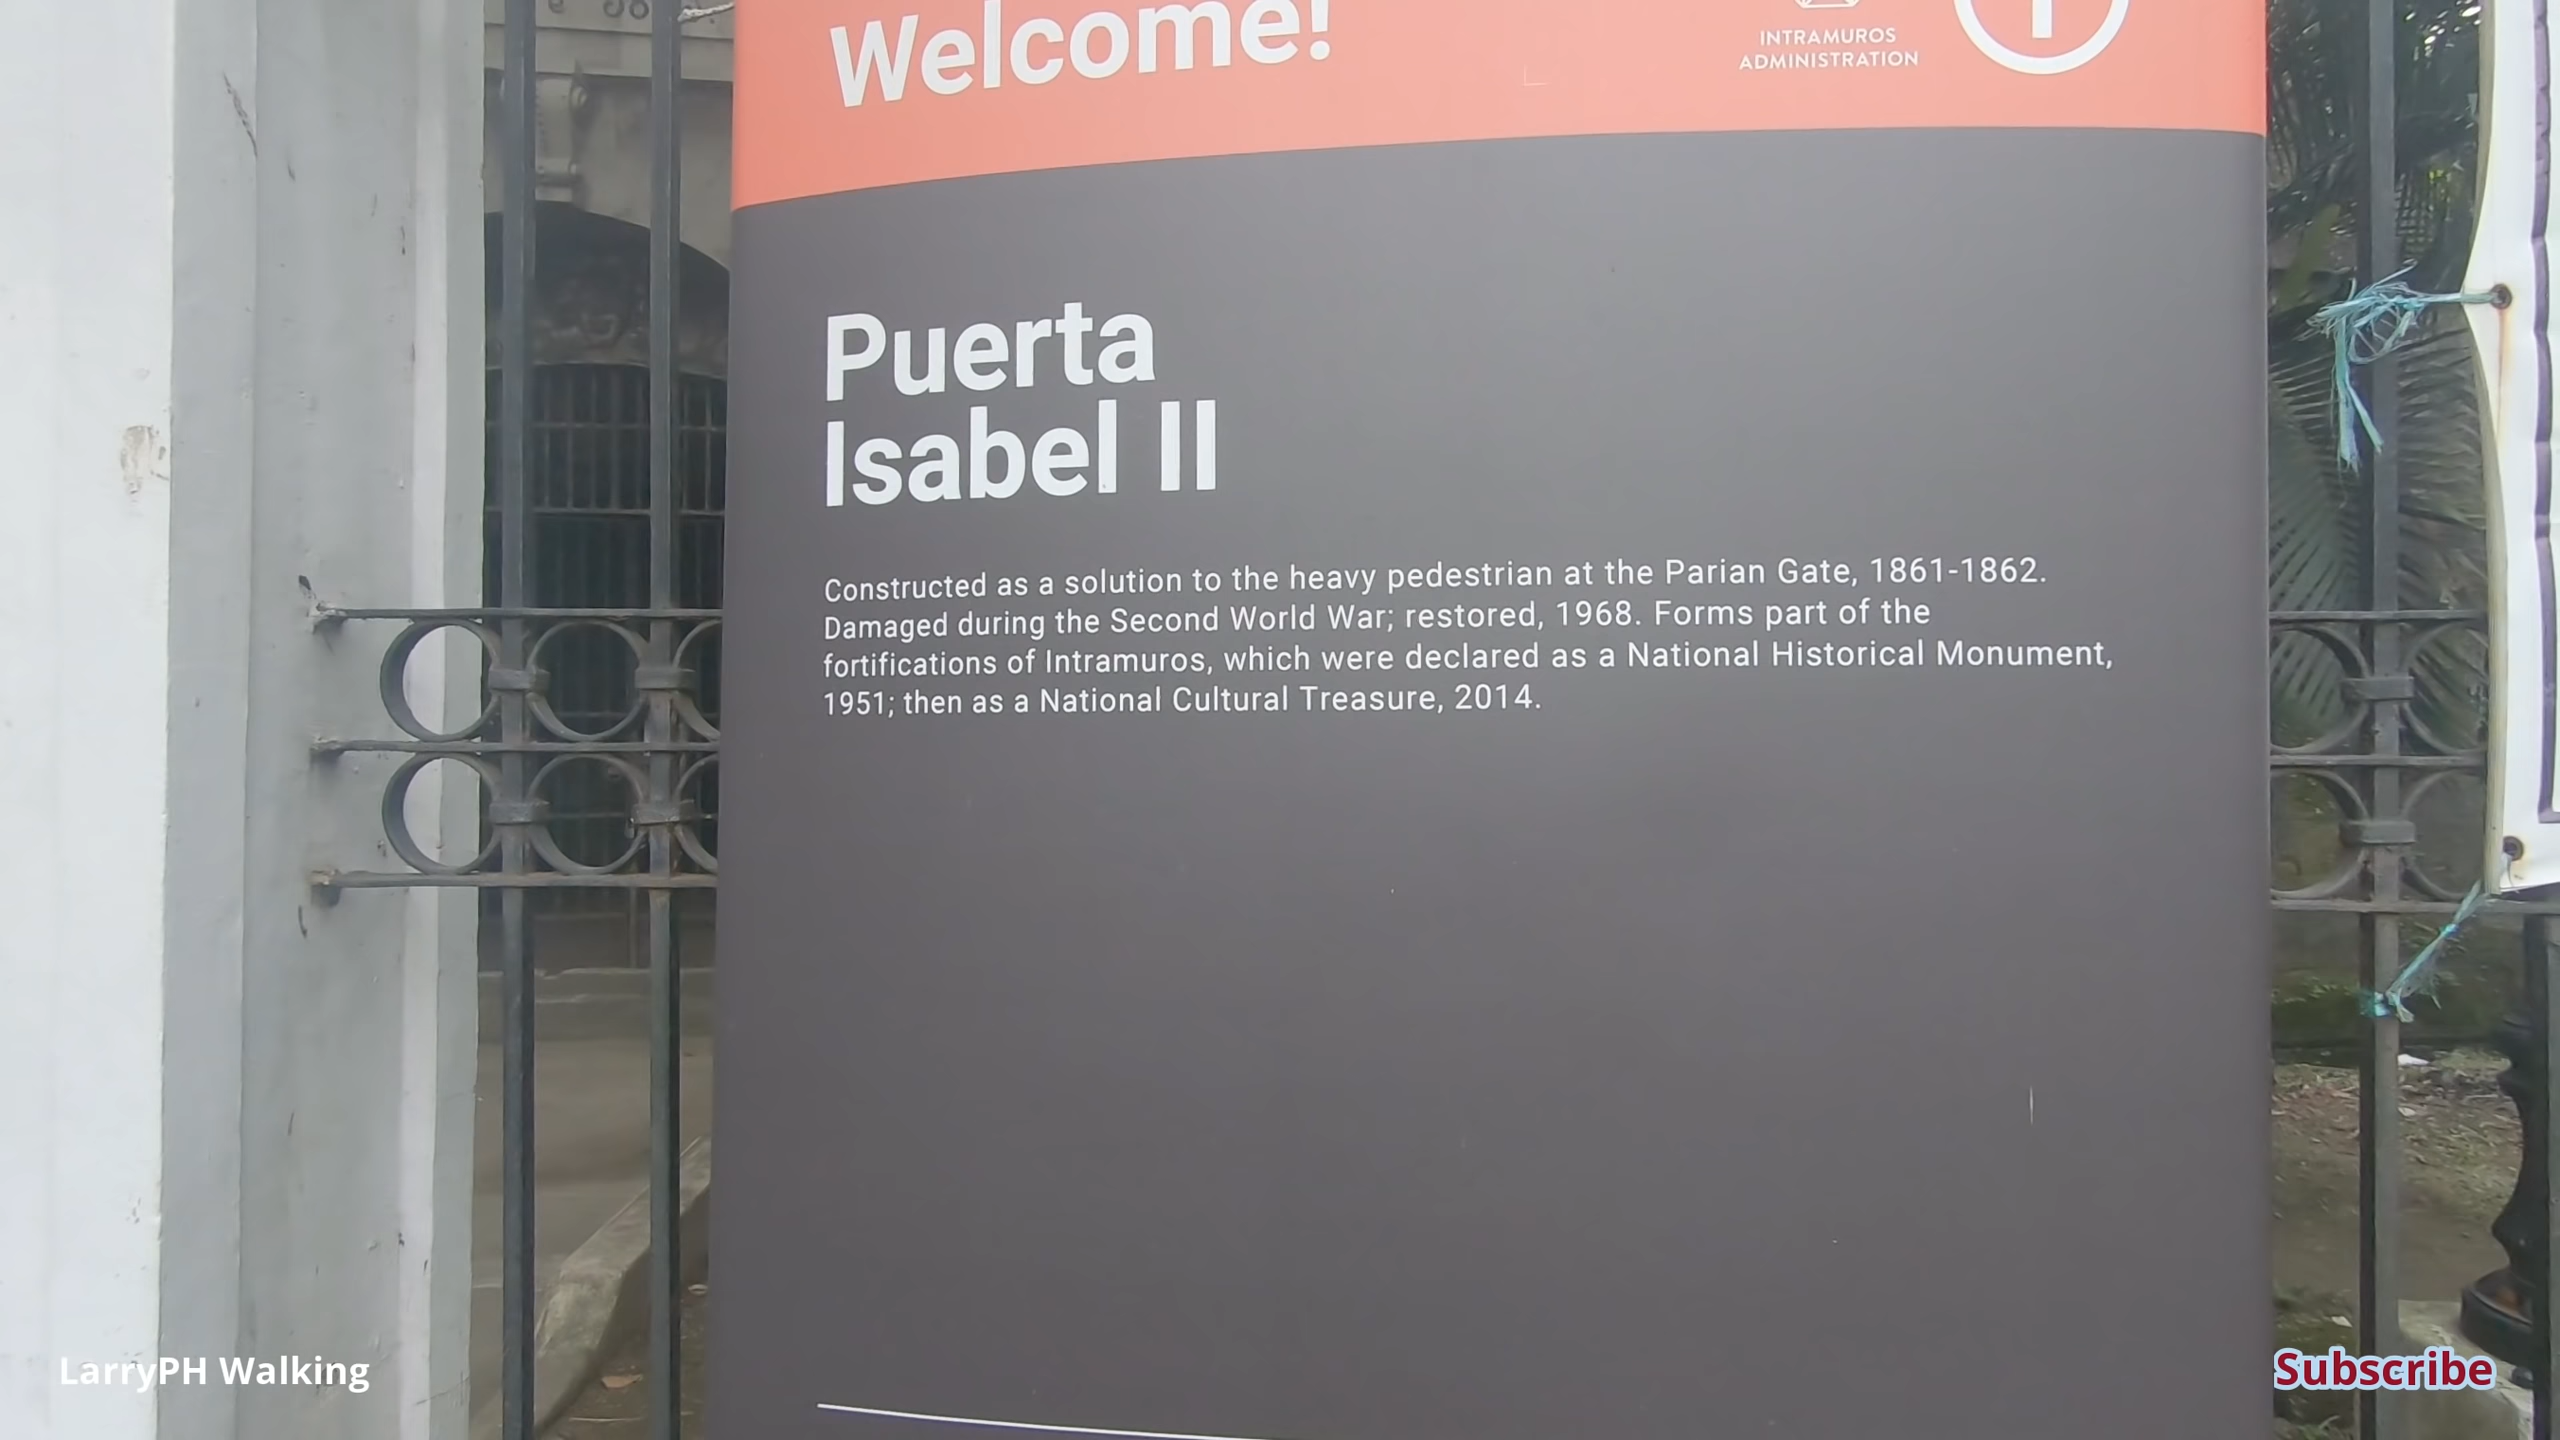 Welcome!
INTRAMUROS
ADMINISTRATION
Puerta
Isabel II
Constructed as a solution to the heavy pedestrian at the Parian Gate, 1861-1862.
Damaged during the Second World War; restored, 1968. Forms part of the
fortifications of Intramuros, which were declared as a National Historical Monument,
1951; then as a National Cultural Treasure, 2014.
LarryPH Walking
Subscribe